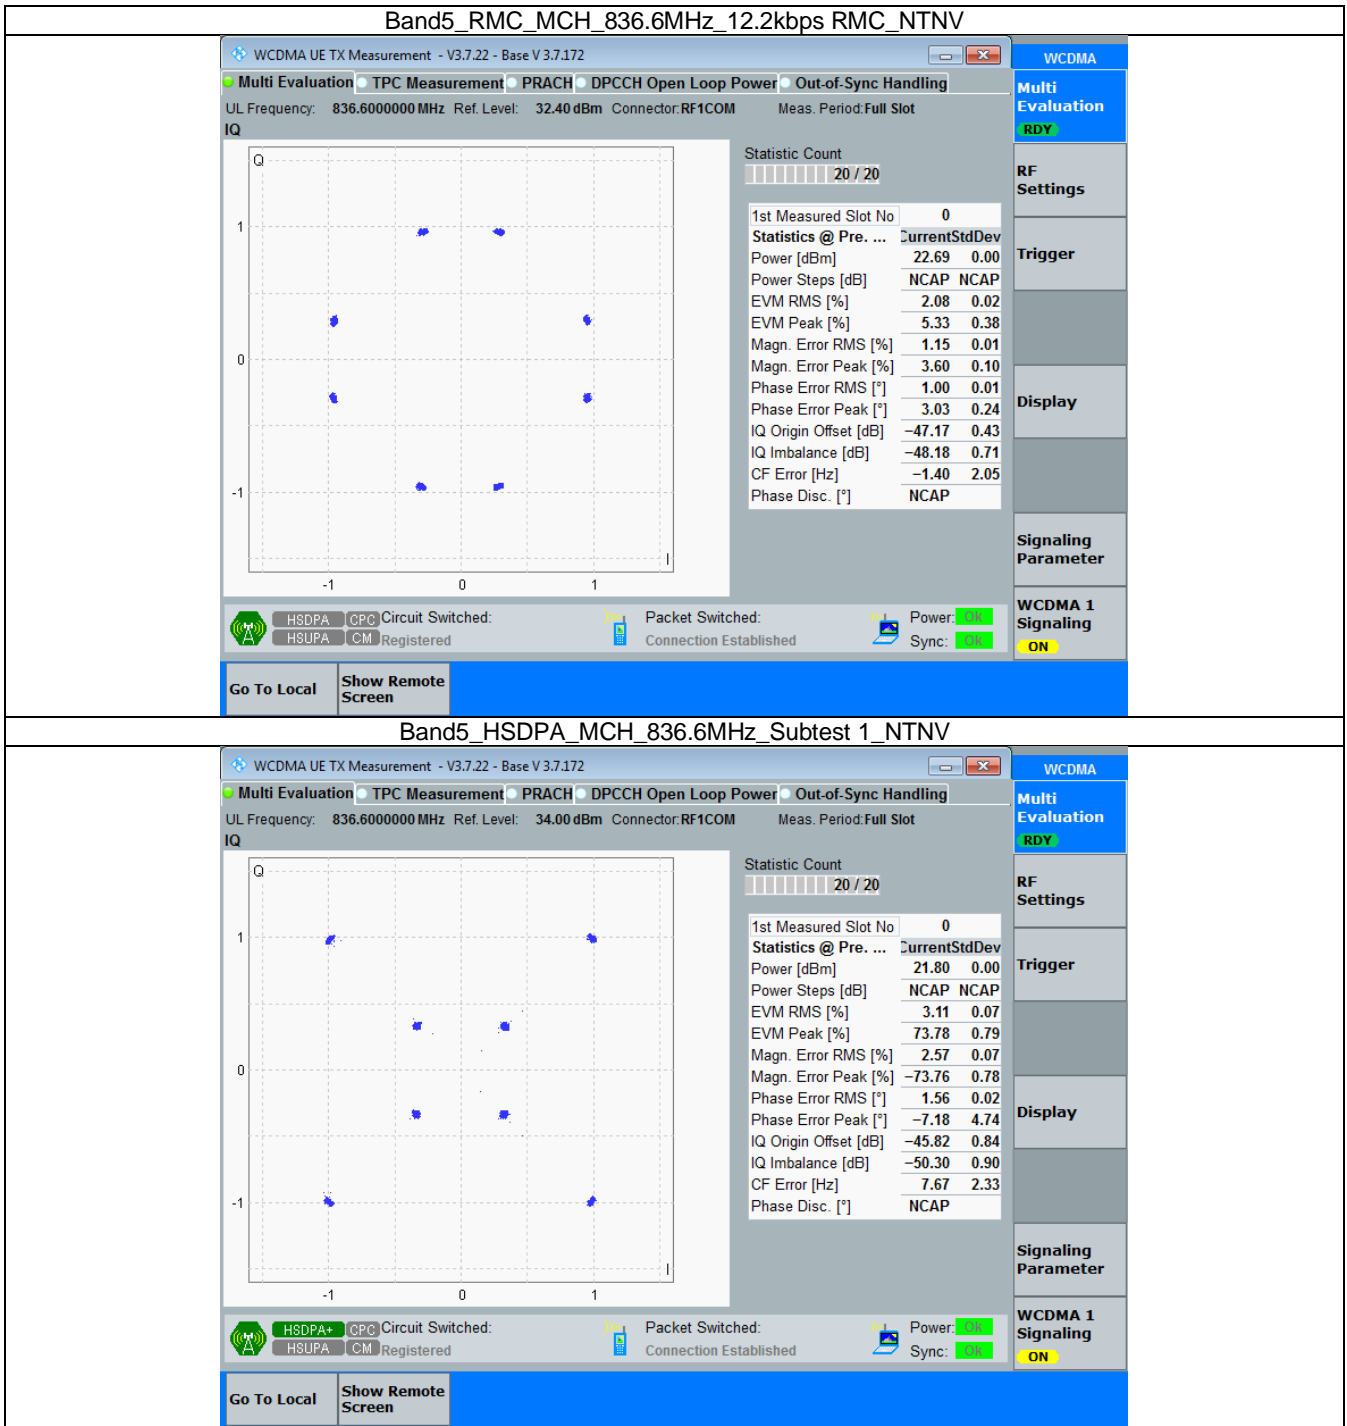 Band5_RMC_MCH_836.6MHz_12.2kbps RMC_NTNV
WCDMA UE TX Measurement - V3.7.22 - Base V 3.7.172
WCDMA
Multi Evaluation TPC Measurement PRACH DPCCH Open Loop Power Out-of-Sync Handling
Multi
Evaluation
RDY
UL Frequency: 836.6000000 MHz Ref. Level: 32.40 dBm Connector: RF1COM Meas. Period: Full Slot
IQ
Q
1
0
-1
I
-1 0 1
Statistic Count
20 / 20
1st Measured Slot No 0
Statistics @ Pre. ... Current StdDev
Power [dBm] 22.69 0.00
Power Steps [dB] NCAP NCAP
EVM RMS [%] 2.08 0.02
EVM Peak [%] 5.33 0.38
Magn. Error RMS [%] 1.15 0.01
Magn. Error Peak [%] 3.60 0.10
Phase Error RMS [°] 1.00 0.01
Phase Error Peak [°] 3.03 0.24
IQ Origin Offset [dB] −47.17 0.43
IQ Imbalance [dB] −48.18 0.71
CF Error [Hz] −1.40 2.05
Phase Disc. [°] NCAP
RF
Settings
Trigger
Display
Signaling
Parameter
WCDMA 1
Signaling
ON
HSDPA CPC Circuit Switched: Packet Switched: Power: Ok
HSUPA CM Registered Connection Established Sync: Ok
Go To Local Show Remote
Screen
Band5_HSDPA_MCH_836.6MHz_Subtest 1_NTNV
WCDMA UE TX Measurement - V3.7.22 - Base V 3.7.172
WCDMA
Multi Evaluation TPC Measurement PRACH DPCCH Open Loop Power Out-of-Sync Handling
Multi
Evaluation
RDY
UL Frequency: 836.6000000 MHz Ref. Level: 34.00 dBm Connector: RF1COM Meas. Period: Full Slot
IQ
Q
1
0
-1
I
-1 0 1
Statistic Count
20 / 20
1st Measured Slot No 0
Statistics @ Pre. ... Current StdDev
Power [dBm] 21.80 0.00
Power Steps [dB] NCAP NCAP
EVM RMS [%] 3.11 0.07
EVM Peak [%] 73.78 0.79
Magn. Error RMS [%] 2.57 0.07
Magn. Error Peak [%] −73.76 0.78
Phase Error RMS [°] 1.56 0.02
Phase Error Peak [°] −7.18 4.74
IQ Origin Offset [dB] −45.82 0.84
IQ Imbalance [dB] −50.30 0.90
CF Error [Hz] 7.67 2.33
Phase Disc. [°] NCAP
RF
Settings
Trigger
Display
Signaling
Parameter
WCDMA 1
Signaling
ON
HSDPA+ CPC Circuit Switched: Packet Switched: Power: Ok
HSUPA CM Registered Connection Established Sync: Ok
Go To Local Show Remote
Screen